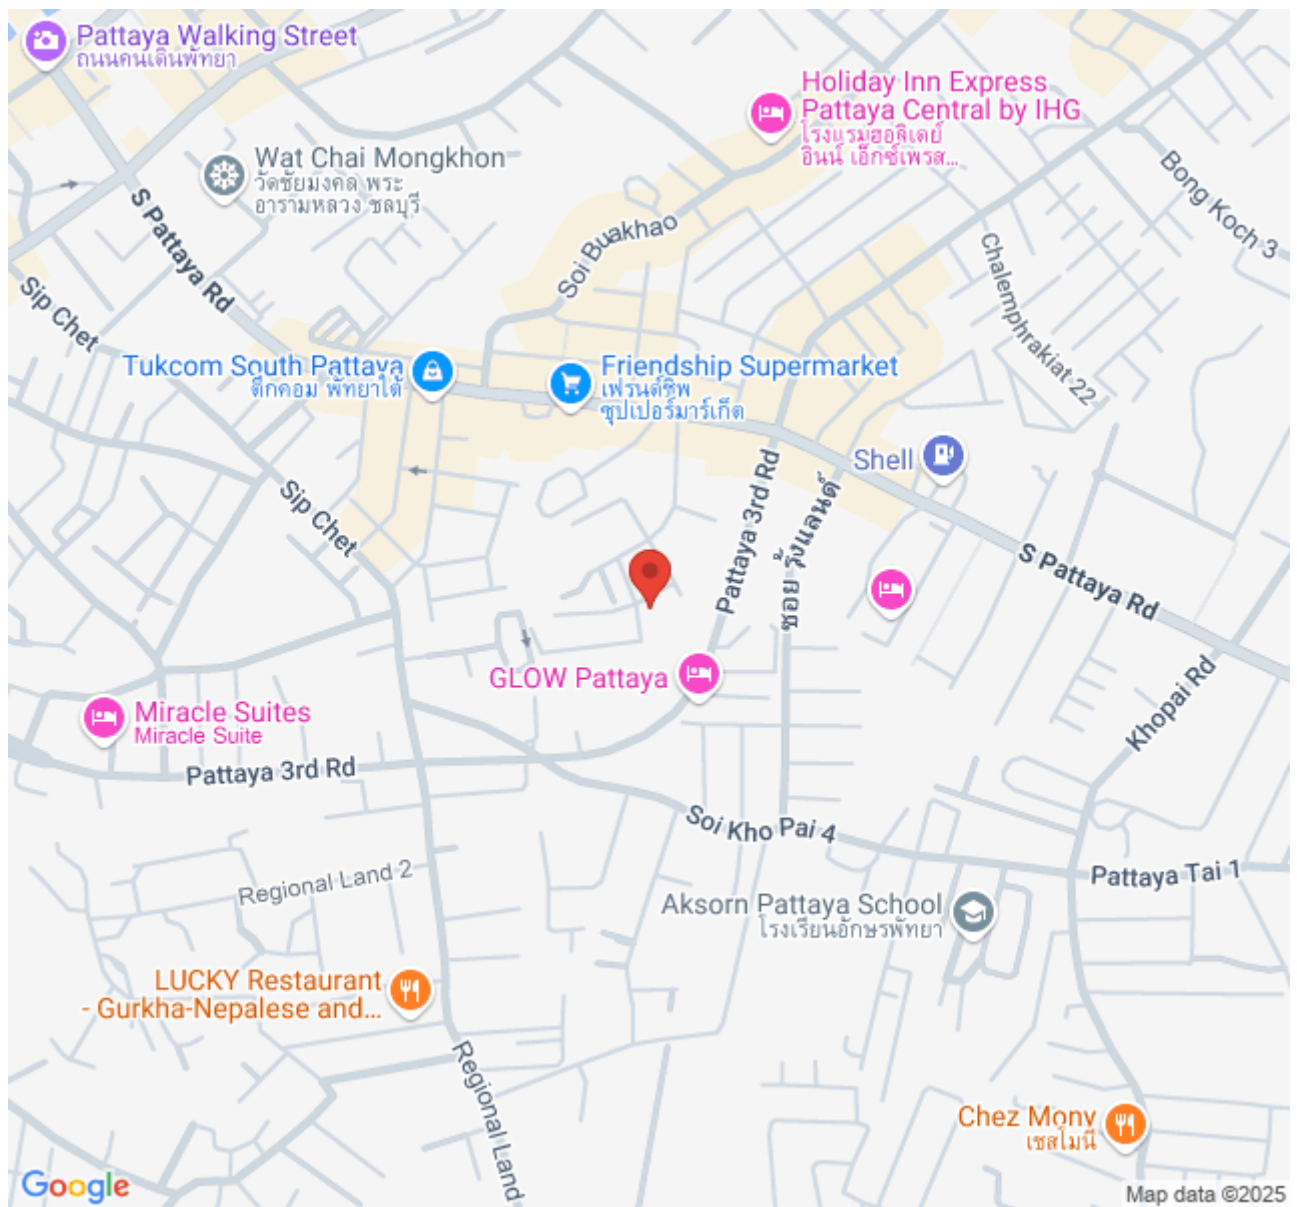 Pattaya Walking Street
ถนนคนเดินพัทยา
Holiday Inn Express
Pattaya Central by IHG
โรงแรมฮอลิเดย์
อินน์ เอ็กซ์เพรส...
Wat Chai Mongkhon
วัดชัยมงคล พระ
อารามหลวง ชลบุรี
Bong Koch 3
S Pattaya Rd
Soi Buakhao
Chalemphrakiat 22
Sip Chet
Tukcom South Pattaya
ตึกคอม พัทยาใต้
Friendship Supermarket
เฟรนด์ชิพ
ซุปเปอร์มาร์เก็ต
Shell
Sip Chet
Pattaya 3rd Rd
ซอย วู้ดแลนด์
S Pattaya Rd
GLOW Pattaya
Khopai Rd
Miracle Suites
Miracle Suite
Pattaya 3rd Rd
Soi Kho Pai 4
Pattaya Tai 1
Regional Land 2
Aksorn Pattaya School
โรงเรียนอักษรพัทยา
LUCKY Restaurant
- Gurkha-Nepalese and...
Regional Land
Chez Mony
เชสโมนี
Google
Map data ©2025